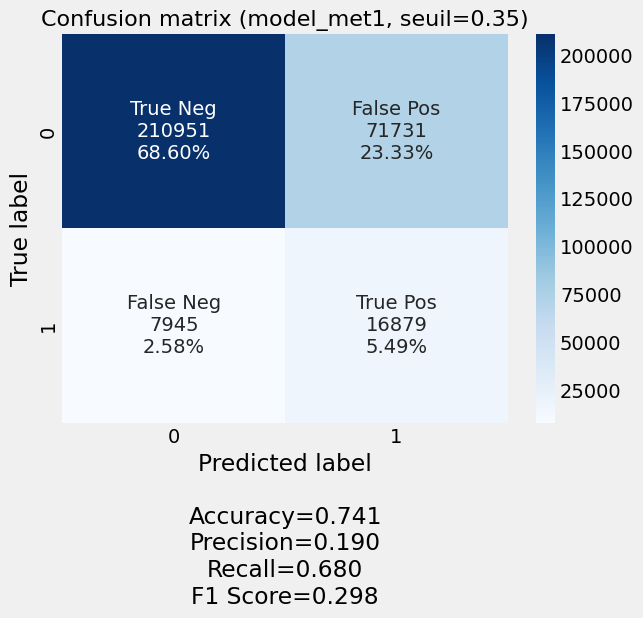 Confusion matrix (model_met1, seuil=0.35)
True Neg
210951
68.60%
False Pos
71731
23.33%
False Neg
7945
2.58%
True Pos
16879
5.49%
True label
0
1
0
1
Predicted label
200000
175000
150000
125000
100000
75000
50000
25000
Accuracy=0.741
Precision=0.190
Recall=0.680
F1 Score=0.298